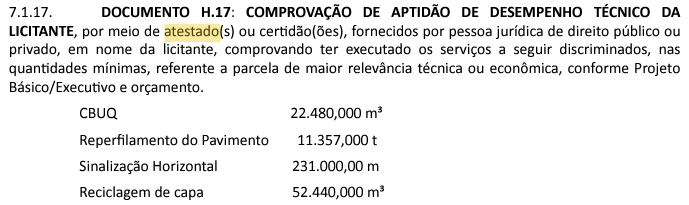 7.1.17. DOCUMENTO H.17: COMPROVAÇÃO DE APTIDÃO DE DESEMPENHO TÉCNICO DA
LICITANTE, por meio de atestado(s) ou certidão(ões), fornecidos por pessoa jurídica de direito público ou
privado, em nome da licitante, comprovando ter executado os serviços a seguir discriminados, nas
quantidades mínimas, referente a parcela de maior relevância técnica ou econômica, conforme Projeto
Básico/Executivo e orçamento.
CBUQ 22.480,000 m³
Reperfilamento do Pavimento 11.357,000 t
Sinalização Horizontal 231.000,00 m
Reciclagem de capa 52.440,000 m³